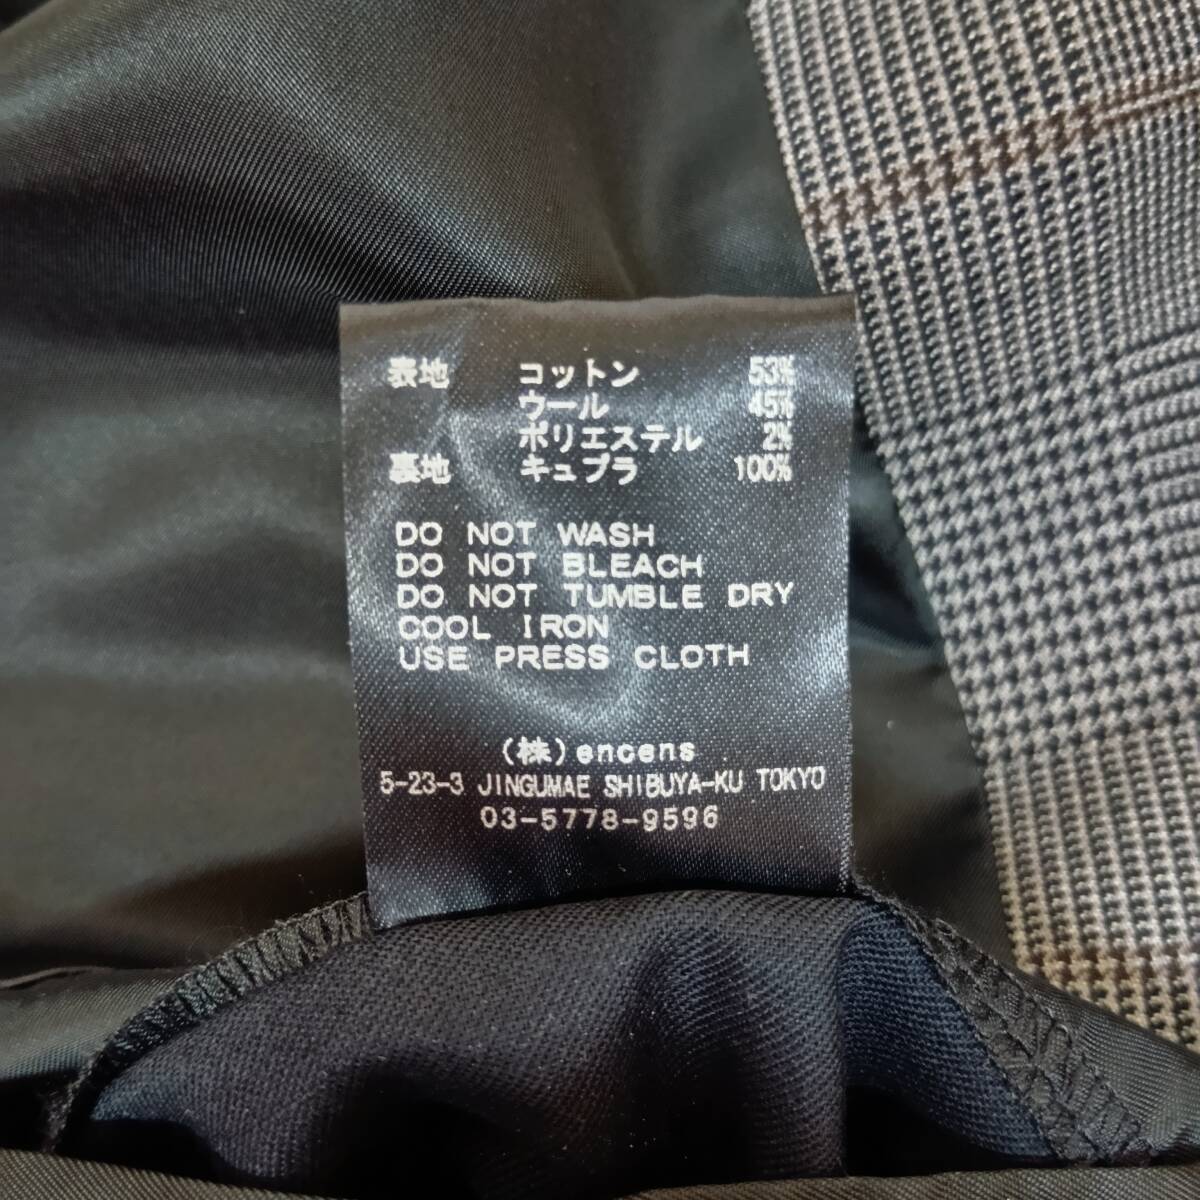 表地 コットン 53%
ウール 45%
ポリエステル 2%
裏地 キュプラ 100%
DO NOT WASH
DO NOT BLEACH
DO NOT TUMBLE DRY
COOL IRON
USE PRESS CLOTH
(株)encens
5-23-3 JINGUMAE SHIBUYA-KU TOKYO
03-5778-9596